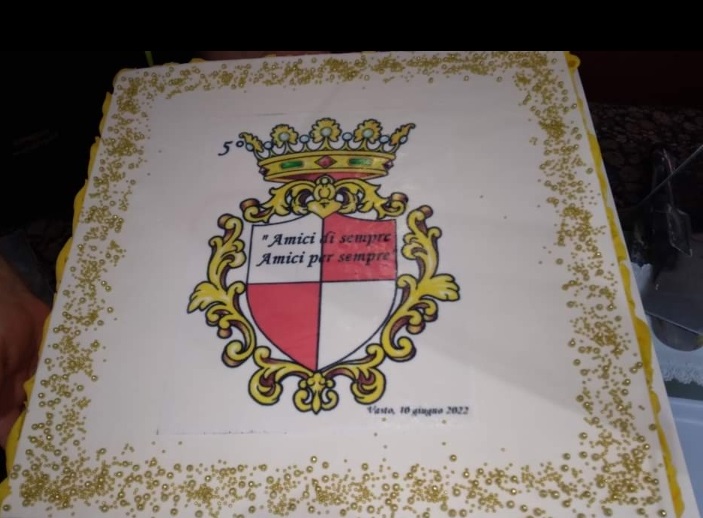 5°
"Amici di sempre
Amici per sempre"
Vasto, 10 giugno 2022